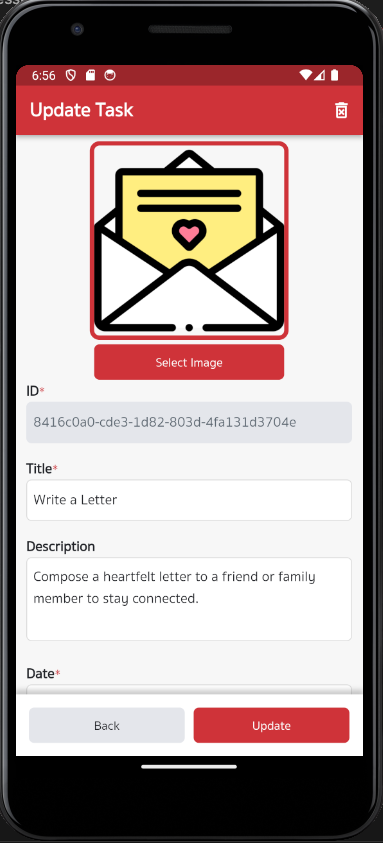 6:56
Update Task
Select Image
ID*
8416c0a0-cde3-1d82-803d-4fa131d3704e
Title*
Write a Letter
Description
Compose a heartfelt letter to a friend or family
member to stay connected.
Date*
Back
Update